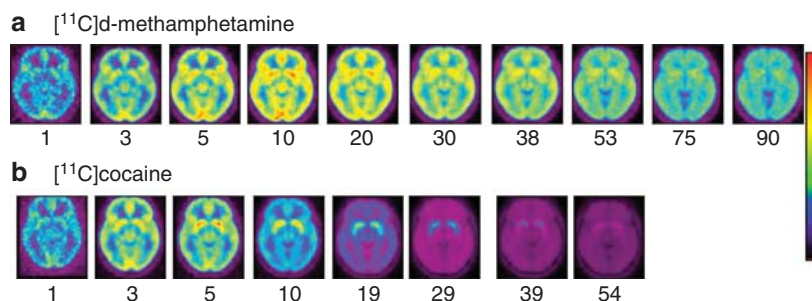 a [¹¹C]d-methamphetamine
1 3 5 10 20 30 38 53 75 90
b [¹¹C]cocaine
1 3 5 10 19 29 39 54